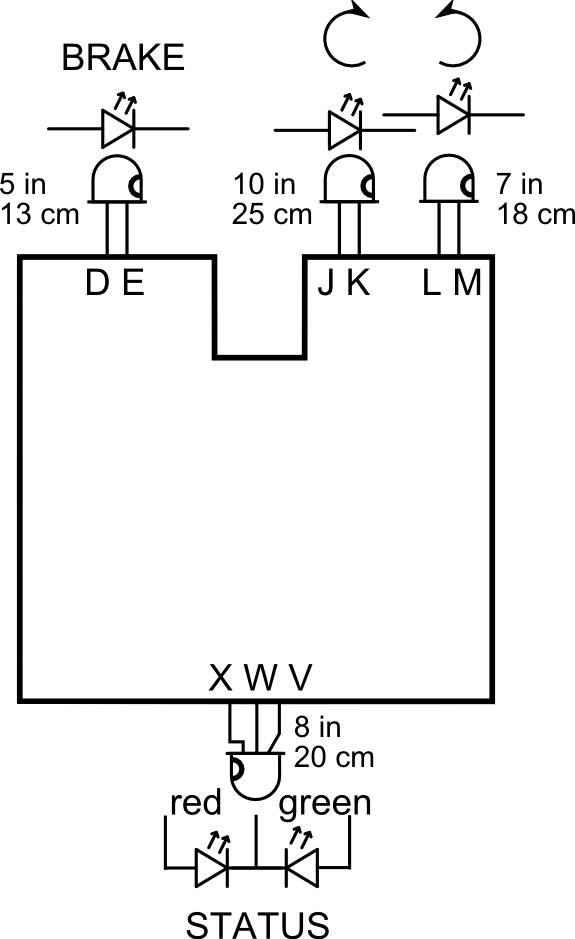 BRAKE
5 in
13 cm
10 in
25 cm
7 in
18 cm
D E
J K
L M
X W V
8 in
20 cm
red
green
STATUS